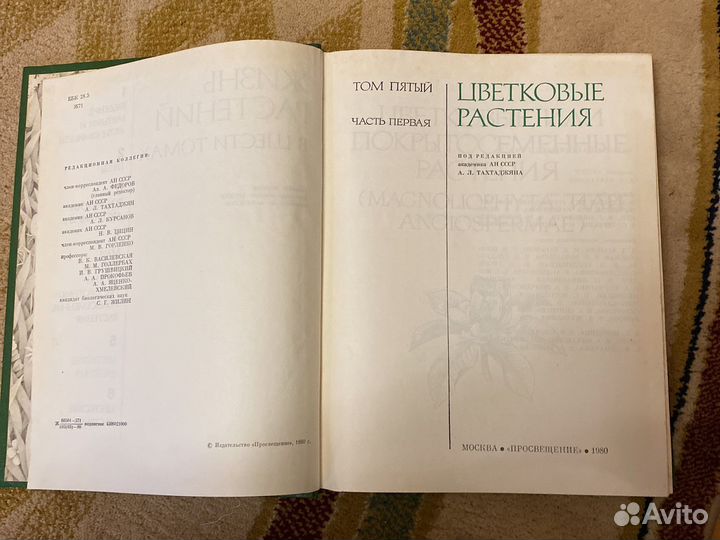 ББК 28.5
Ж71
РЕДАКЦИОННАЯ КОЛЛЕГИЯ:
член-корреспондент АН СССР
Ал. А. ФЕДОРОВ
(главный редактор)
академик АН СССР
А. Л. ТАХТАДЖЯН
академик АН СССР
А. Л. КУРСАНОВ
академик АН СССР
Н. В. ЦИЦИН
член-корреспондент АН СССР
М. В. ГОРЛЕНКО
профессора:
В. К. ВАСИЛЕВСКАЯ
М. М. ГОЛЛЕРБАХ
И. В. ГРУШВИЦКИЙ
А. А. ПРОКОФЬЕВ
А. А. ЯЦЕНКО-
ХМЕЛЕВСКИЙ
кандидат биологических наук
С. Г. ЖИЛИН
Ж подписное 4306021000
© Издательство «Просвещение», 1980 г.
ТОМ ПЯТЫЙ
ЧАСТЬ ПЕРВАЯ
ЦВЕТКОВЫЕ
РАСТЕНИЯ
ПОД РЕДАКЦИЕЙ
академика АН СССР
А. Л. ТАХТАДЖЯНА
МОСКВА • «ПРОСВЕЩЕНИЕ» • 1980
Avito